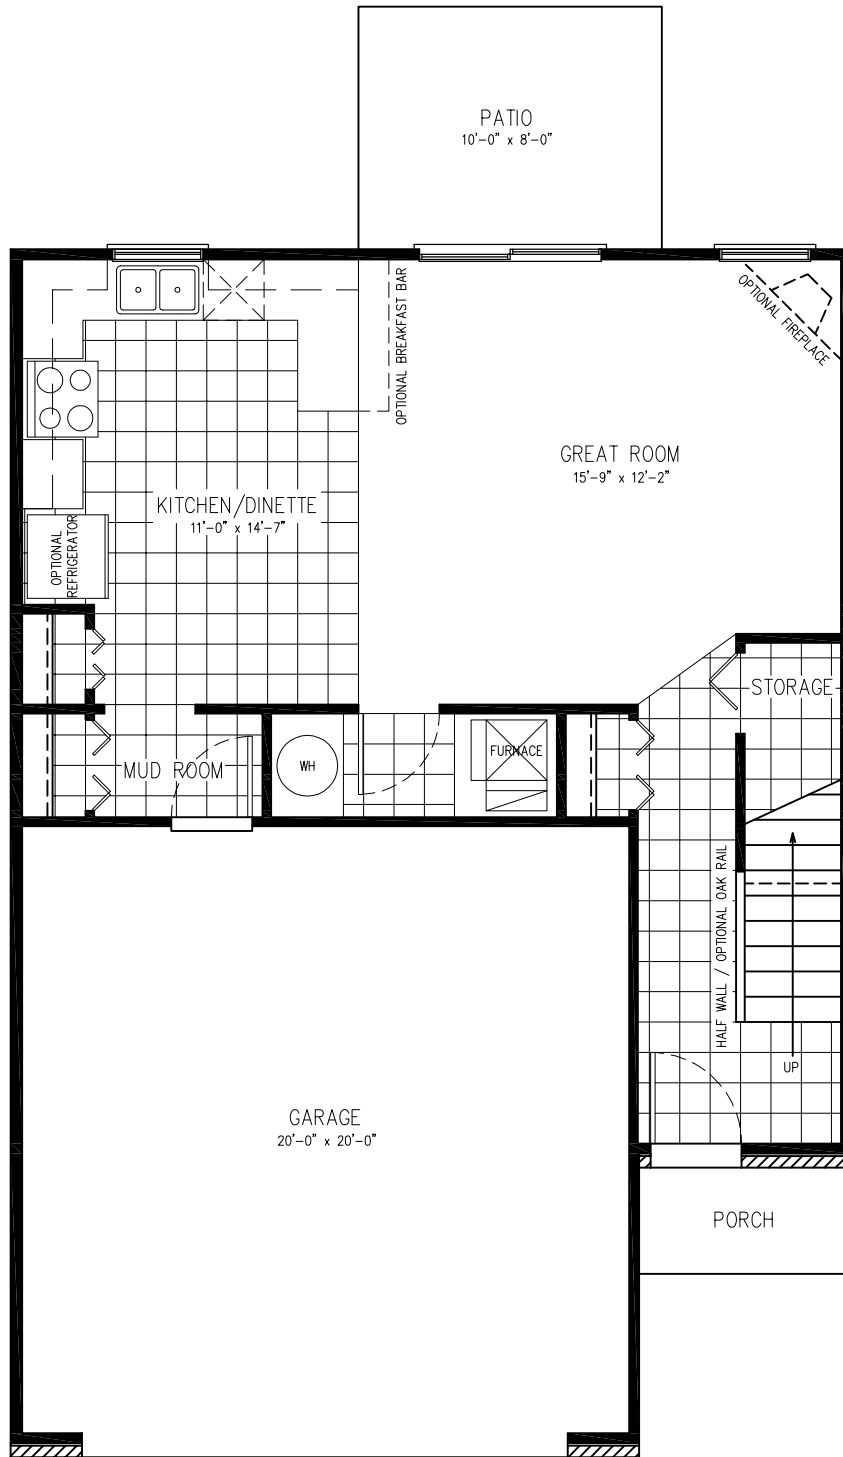 PATIO
10'-0" x 8'-0"
OPTIONAL BREAKFAST BAR
OPTIONAL FIREPLACE
GREAT ROOM
15'-9" x 12'-2"
KITCHEN/DINETTE
11'-0" x 14'-7"
OPTIONAL
REFRIGERATOR
STORAGE
MUD ROOM
WH
FURNACE
HALF WALL / OPTIONAL OAK RAIL
UP
GARAGE
20'-0" x 20'-0"
PORCH